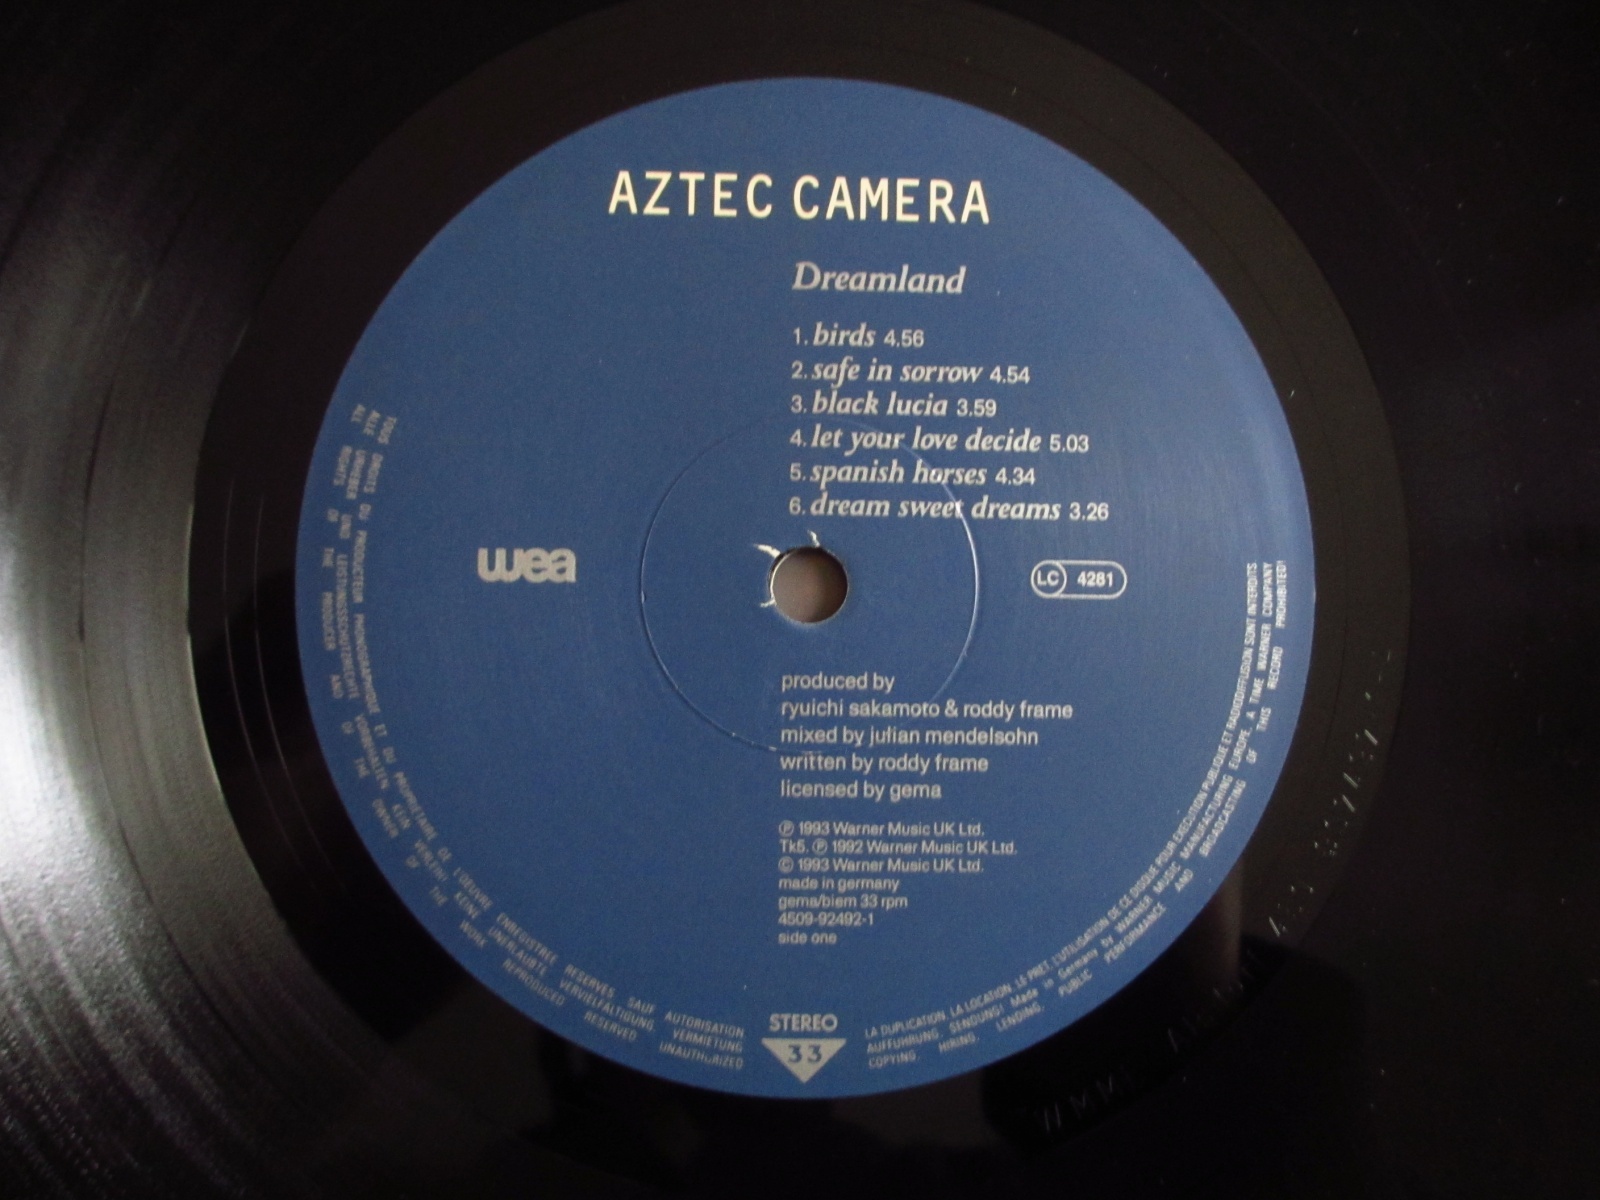 AZTEC CAMERA
Dreamland
1. birds 4.56
2. safe in sorrow 4.54
3. black lucia 3.59
4. let your love decide 5.03
5. spanish horses 4.34
6. dream sweet dreams 3.26
wea
LC 4281
produced by
ryuichi sakamoto & roddy frame
mixed by julian mendelsohn
written by roddy frame
licensed by gema
℗ 1993 Warner Music UK Ltd.
Tk5. ℗ 1992 Warner Music UK Ltd.
© 1993 Warner Music UK Ltd.
made in germany
gema/biem 33 rpm
4509-92492-1
side one
STEREO
33
TOUS DROITS DU PRODUCTEUR PHONOGRAPHIQUE ET DU PROPRIETAIRE DE L'OEUVRE ENREGISTREE RESERVES SAUF AUTORISATION LA DUPLICATION, LA LOCATION, LE PRET, L'UTILISATION DE CE DISQUE POUR EXECUTION PUBLIQUE ET RADIODIFFUSION SONT INTERDITS
ALLE URHEBER UND LEISTUNGSSCHUTZRECHTE VORBEHALTEN KEIN VERLEIH! KEINE UNERLAUBTE VERVIELFÄLTIGUNG, VERMIETUNG, AUFFÜHRUNG, SENDUNG! Made in Germany by WARNER MUSIC MANUFACTURING EUROPE. A TIME WARNER COMPANY
ALL RIGHTS OF THE PRODUCER AND OF THE OWNER OF THE WORK REPRODUCED RESERVED UNAUTHORIZED COPYING, HIRING, LENDING, PUBLIC PERFORMANCE AND BROADCASTING OF THIS RECORD PROHIBITED!